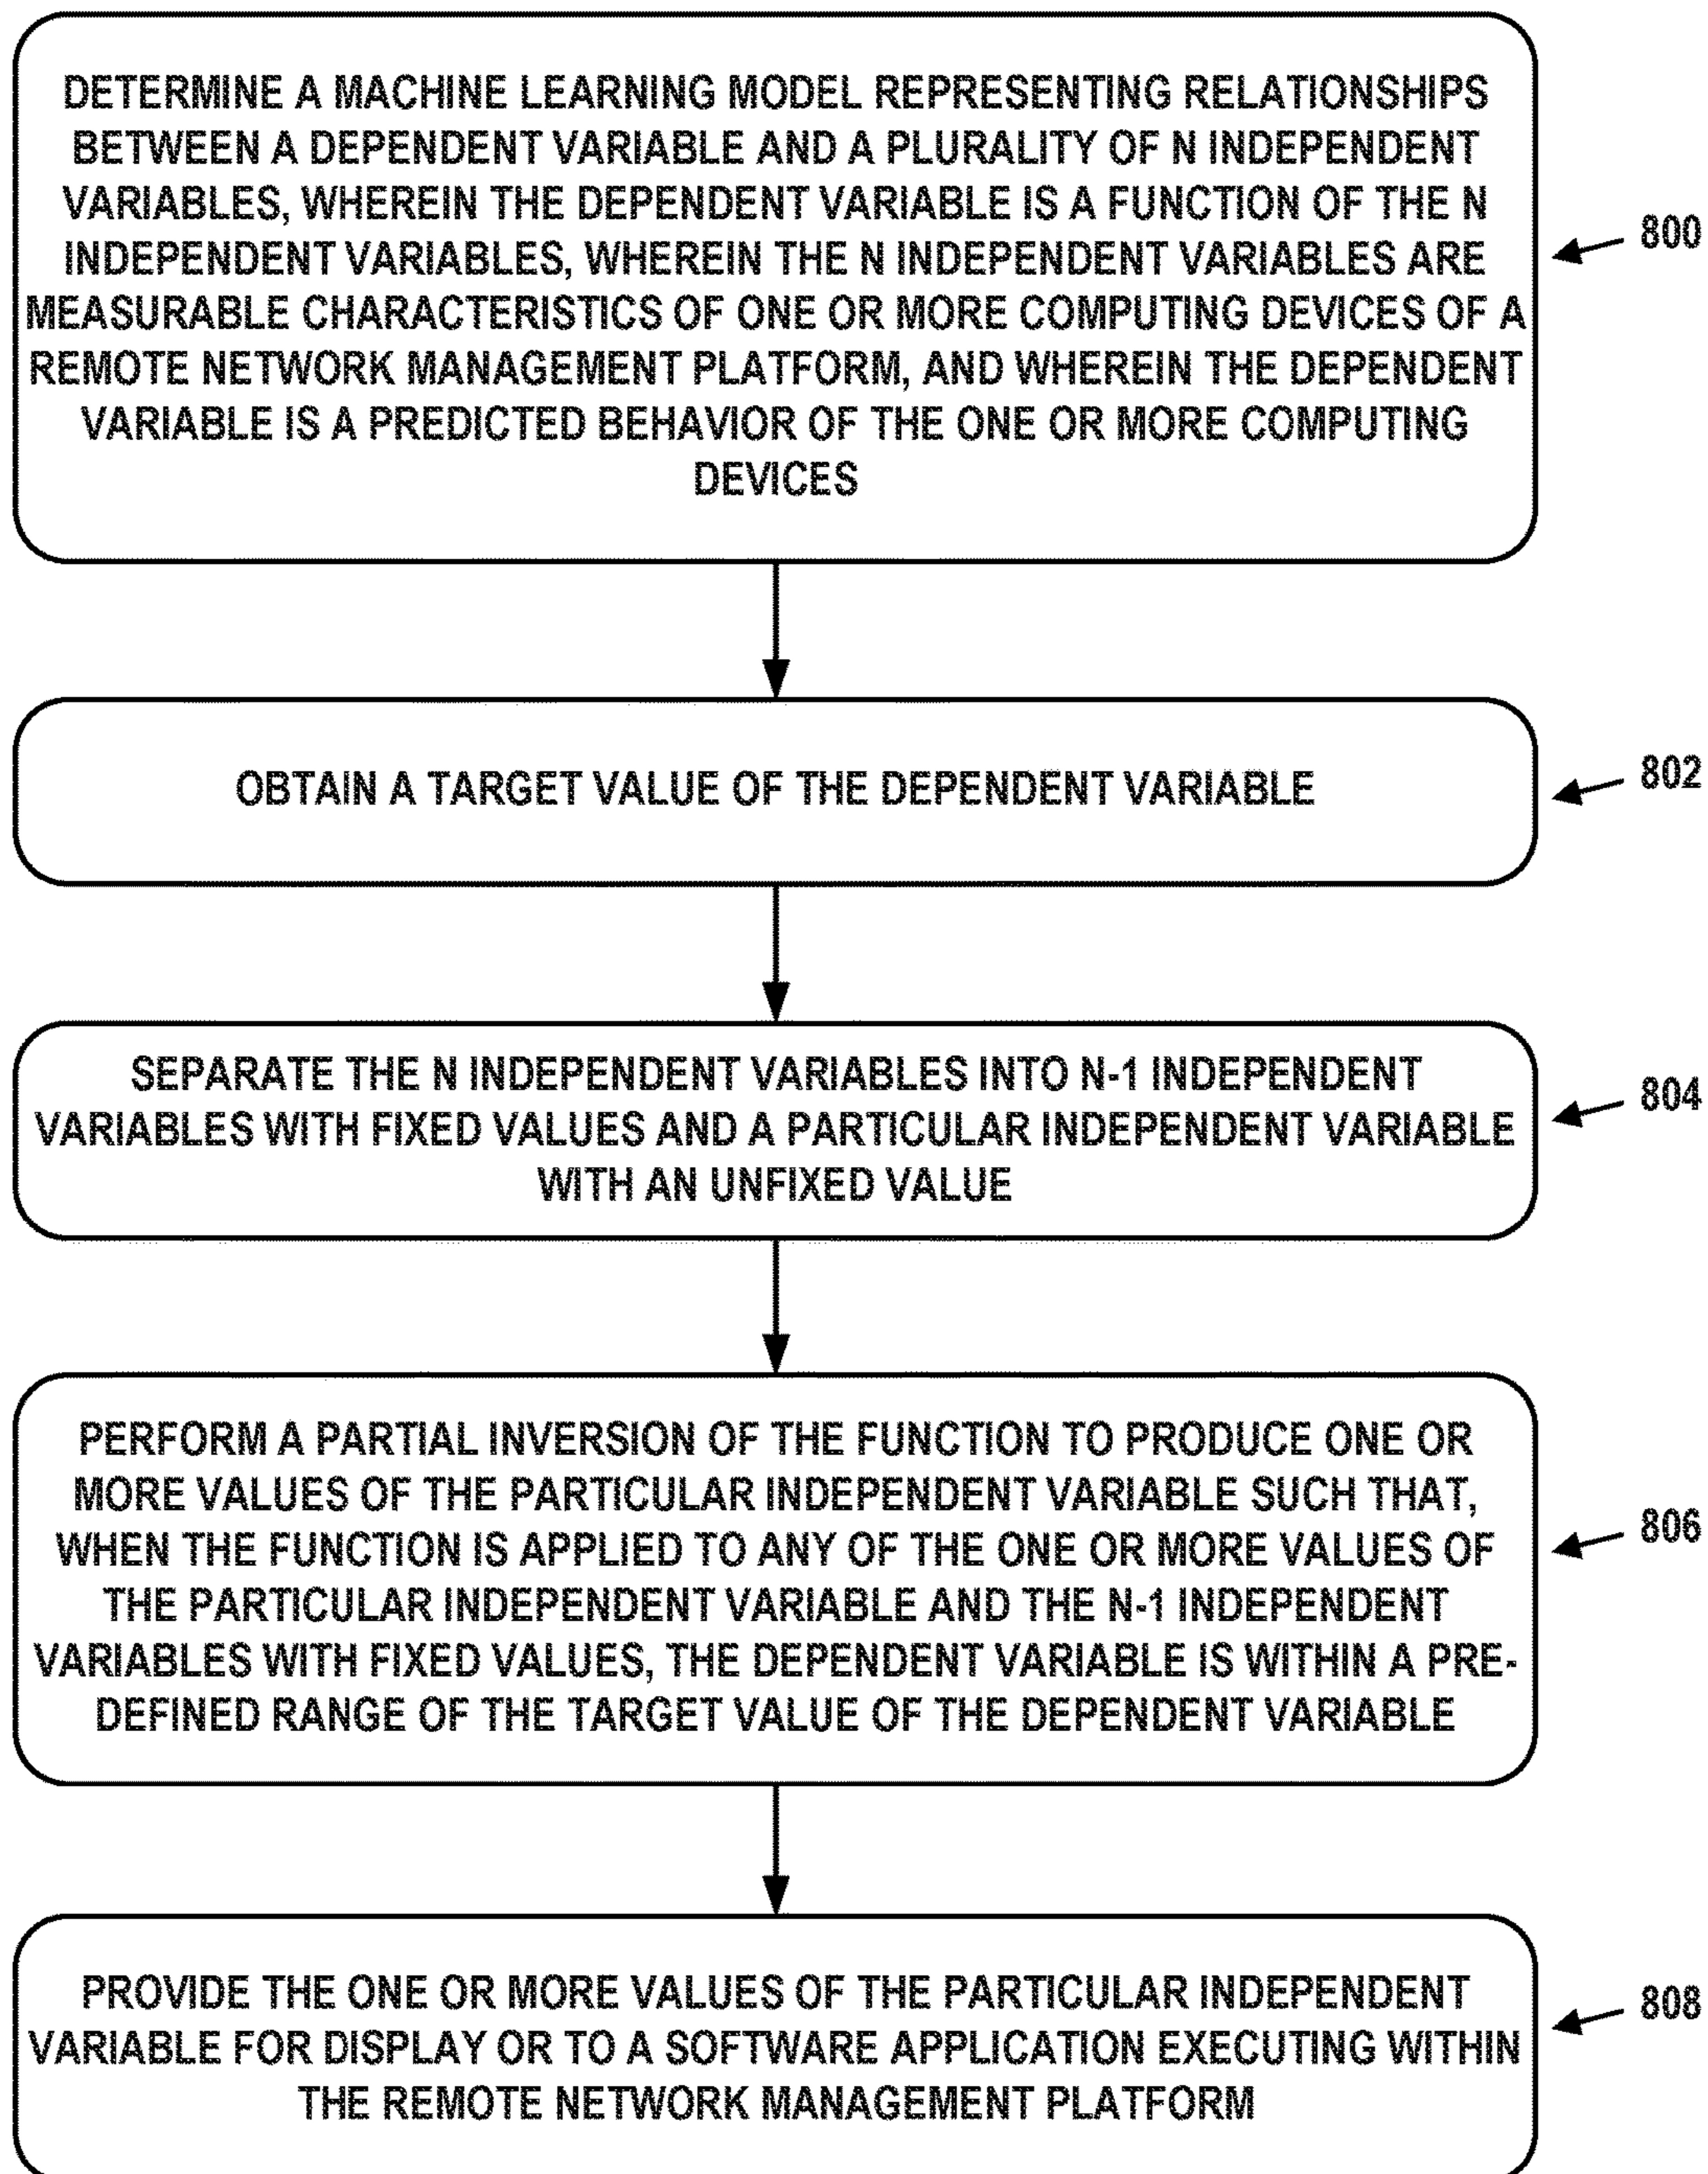 DETERMINE A MACHINE LEARNING MODEL REPRESENTING RELATIONSHIPS
BETWEEN A DEPENDENT VARIABLE AND A PLURALITY OF N INDEPENDENT
VARIABLES, WHEREIN THE DEPENDENT VARIABLE IS A FUNCTION OF THE N
INDEPENDENT VARIABLES, WHEREIN THE N INDEPENDENT VARIABLES ARE
MEASURABLE CHARACTERISTICS OF ONE OR MORE COMPUTING DEVICES OF A
REMOTE NETWORK MANAGEMENT PLATFORM, AND WHEREIN THE DEPENDENT
VARIABLE IS A PREDICTED BEHAVIOR OF THE ONE OR MORE COMPUTING
DEVICES
800
OBTAIN A TARGET VALUE OF THE DEPENDENT VARIABLE
802
SEPARATE THE N INDEPENDENT VARIABLES INTO N-1 INDEPENDENT
VARIABLES WITH FIXED VALUES AND A PARTICULAR INDEPENDENT VARIABLE
WITH AN UNFIXED VALUE
804
PERFORM A PARTIAL INVERSION OF THE FUNCTION TO PRODUCE ONE OR
MORE VALUES OF THE PARTICULAR INDEPENDENT VARIABLE SUCH THAT,
WHEN THE FUNCTION IS APPLIED TO ANY OF THE ONE OR MORE VALUES OF
THE PARTICULAR INDEPENDENT VARIABLE AND THE N-1 INDEPENDENT
VARIABLES WITH FIXED VALUES, THE DEPENDENT VARIABLE IS WITHIN A PRE-
DEFINED RANGE OF THE TARGET VALUE OF THE DEPENDENT VARIABLE
806
PROVIDE THE ONE OR MORE VALUES OF THE PARTICULAR INDEPENDENT
VARIABLE FOR DISPLAY OR TO A SOFTWARE APPLICATION EXECUTING WITHIN
THE REMOTE NETWORK MANAGEMENT PLATFORM
808